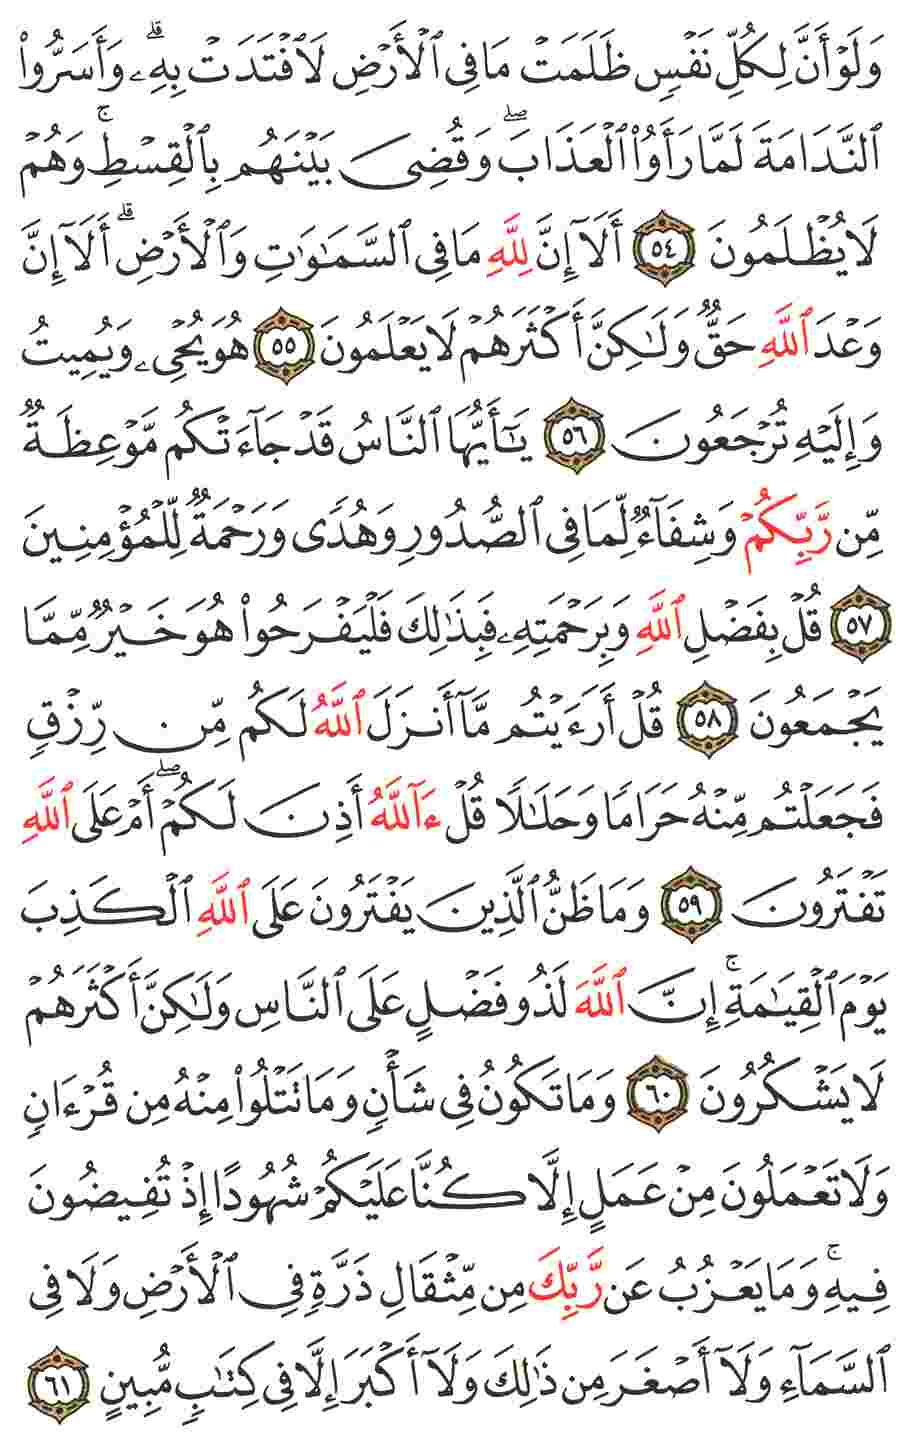 وَلَوْ أَنَّ لِكُلِّ نَفْسٍ ظَلَمَتْ مَا فِي ٱلْأَرْضِ لَٱفْتَدَتْ بِهِۦۗ وَأَسَرُّوا۟
ٱلنَّدَامَةَ لَمَّا رَأَوُا۟ ٱلْعَذَابَۖ وَقُضِىَ بَيْنَهُم بِٱلْقِسْطِۚ وَهُمْ
لَا يُظْلَمُونَ ٥٤ أَلَآ إِنَّ لِلَّهِ مَا فِى ٱلسَّمَٰوَٰتِ وَٱلْأَرْضِۗ أَلَآ إِنَّ
وَعْدَ ٱللَّهِ حَقٌّ وَلَٰكِنَّ أَكْثَرَهُمْ لَا يَعْلَمُونَ ٥٥ هُوَ يُحْىِۦ وَيُمِيتُ
وَإِلَيْهِ تُرْجَعُونَ ٥٦ يَٰٓأَيُّهَا ٱلنَّاسُ قَدْ جَآءَتْكُم مَّوْعِظَةٌ
مِّن رَّبِّكُمْ وَشِفَآءٌ لِّمَا فِى ٱلصُّدُورِ وَهُدًى وَرَحْمَةٌ لِّلْمُؤْمِنِينَ
٥٧ قُلْ بِفَضْلِ ٱللَّهِ وَبِرَحْمَتِهِۦ فَبِذَٰلِكَ فَلْيَفْرَحُوا۟ هُوَ خَيْرٌ مِّمَّا
يَجْمَعُونَ ٥٨ قُلْ أَرَءَيْتُم مَّآ أَنزَلَ ٱللَّهُ لَكُم مِّن رِّزْقٍ
فَجَعَلْتُم مِّنْهُ حَرَامًا وَحَلَٰلًا قُلْ ءَآللَّهُ أَذِنَ لَكُمْۖ أَمْ عَلَى ٱللَّهِ
تَفْتَرُونَ ٥٩ وَمَا ظَنُّ ٱلَّذِينَ يَفْتَرُونَ عَلَى ٱللَّهِ ٱلْكَذِبَ
يَوْمَ ٱلْقِيَٰمَةِۚ إِنَّ ٱللَّهَ لَذُو فَضْلٍ عَلَى ٱلنَّاسِ وَلَٰكِنَّ أَكْثَرَهُمْ
لَا يَشْكُرُونَ ٦٠ وَمَا تَكُونُ فِى شَأْنٍ وَمَا تَتْلُوا۟ مِنْهُ مِن قُرْءَانٍ
وَلَا تَعْمَلُونَ مِنْ عَمَلٍ إِلَّا كُنَّا عَلَيْكُمْ شُهُودًا إِذْ تُفِيضُونَ
فِيهِۚ وَمَا يَعْزُبُ عَن رَّبِّكَ مِن مِّثْقَالِ ذَرَّةٍ فِى ٱلْأَرْضِ وَلَا فِى
ٱلسَّمَآءِ وَلَآ أَصْغَرَ مِن ذَٰلِكَ وَلَآ أَكْبَرَ إِلَّا فِى كِتَٰبٍ مُّبِينٍ ٦١